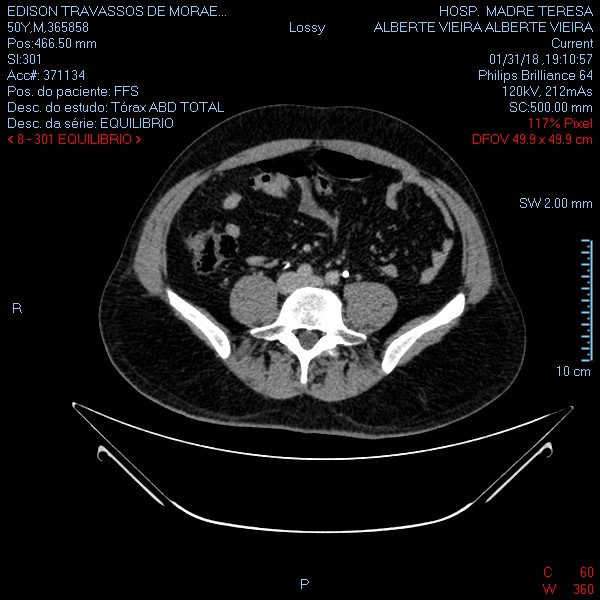 EDISON TRAVASSOS DE MORAE...
50Y,M,365858
Pos:466.50 mm
SI:301
Acc#: 371134
Pos. do paciente: FFS
Desc. do estudo: Tórax ABD TOTAL
Desc. da série: EQUILIBRIO
< 8 - 301 EQUILIBRIO >
Lossy
HOSP. MADRE TERESA
ALBERTE VIEIRA ALBERTE VIEIRA
Current
01/31/18 ,19:10:57
Philips Brilliance 64
120kV, 212mAs
SC:500.00 mm
117% Pixel
DFOV 49.9 x 49.9 cm
SW 2.00 mm
R
10 cm
P
C 60
W 360